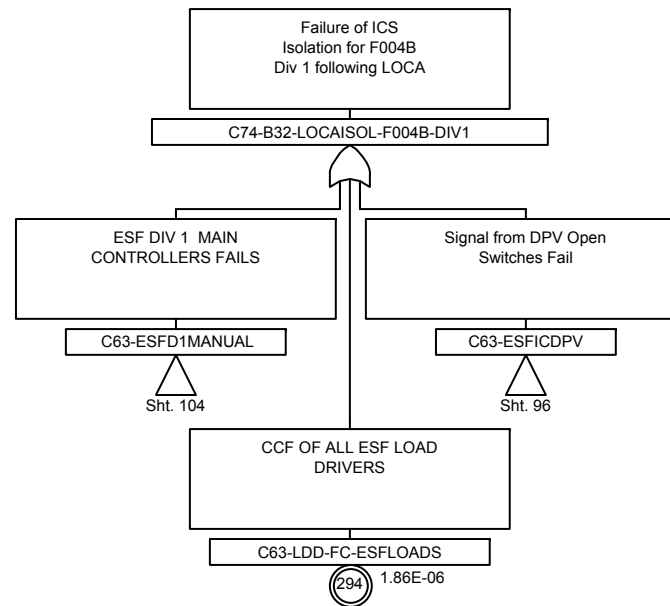 Failure of ICS
Isolation for F004B
Div 1 following LOCA
C74-B32-LOCAISOL-F004B-DIV1
ESF DIV 1 MAIN
CONTROLLERS FAILS
C63-ESFD1MANUAL
Sht. 104
Signal from DPV Open
Switches Fail
C63-ESFICDPV
Sht. 96
CCF OF ALL ESF LOAD
DRIVERS
C63-LDD-FC-ESFLOADS
294
1.86E-06